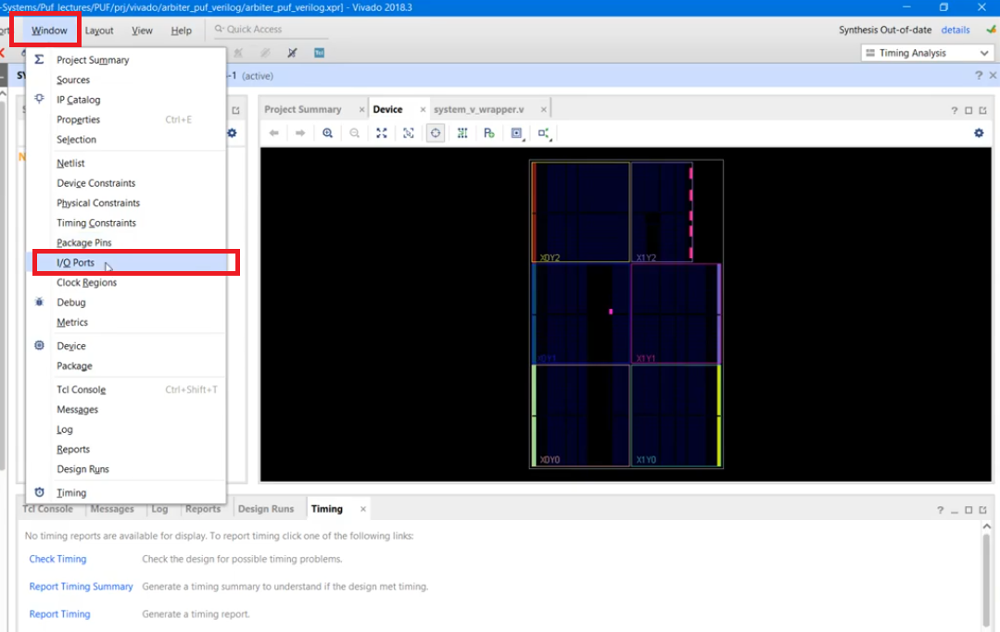 -Systems/Puf_lectures/PUF/prj/vivado/arbiter_puf_verilog/arbiter_puf_verilog.xpr] - Vivado 2018.3
Window Layout View Help Quick Access Synthesis Out-of-date details
Timing Analysis
-1 (active)
Project Summary
Sources
IP Catalog
Properties Ctrl+E
Selection
Netlist
Device Constraints
Physical Constraints
Timing Constraints
Package Pins
I/O Ports
Clock Regions
Debug
Metrics
Device
Package
Tcl Console Ctrl+Shift+T
Messages
Log
Reports
Design Runs
Timing
Project Summary Device system_v_wrapper.v
X0Y2 X1Y2
X0Y1 X1Y1
X0Y0 X1Y0
Tcl Console Messages Log Reports Design Runs Timing
No timing reports are available for display. To report timing click one of the following links:
Check Timing Check the design for possible timing problems.
Report Timing Summary Generate a timing summary to understand if the design met timing.
Report Timing Generate a timing report.